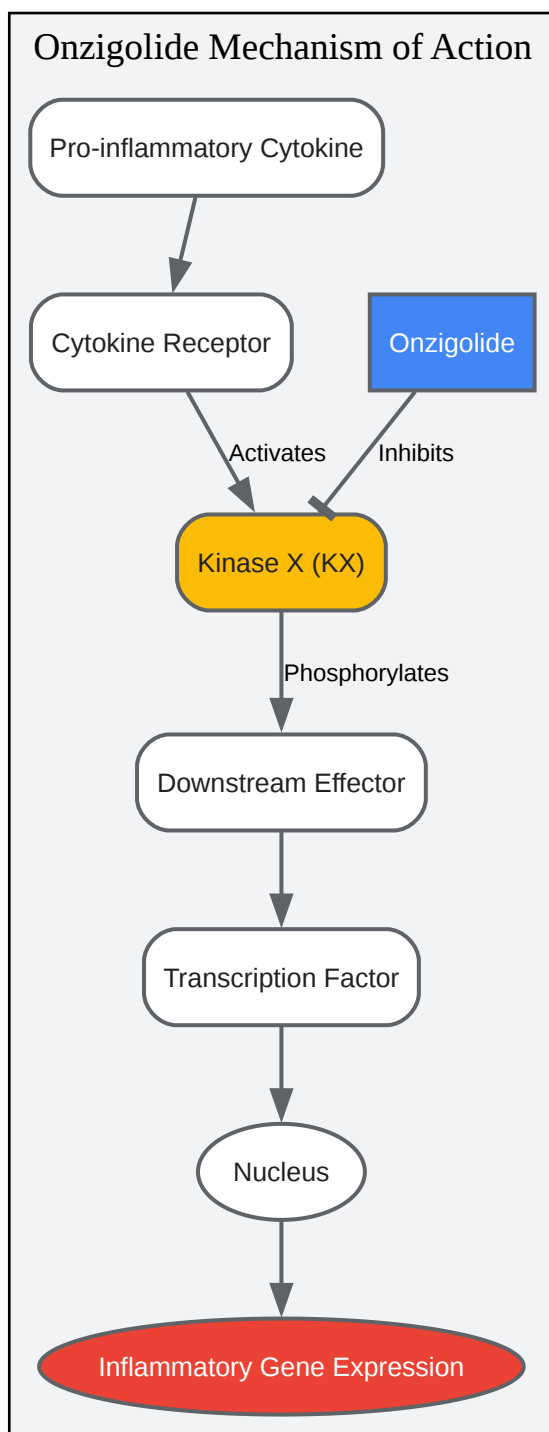 Onzigolide Mechanism of Action
Pro-inflammatory Cytokine
Cytokine Receptor
Onzigolide
Activates
Inhibits
Kinase X (KX)
Phosphorylates
Downstream Effector
Transcription Factor
Nucleus
Inflammatory Gene Expression